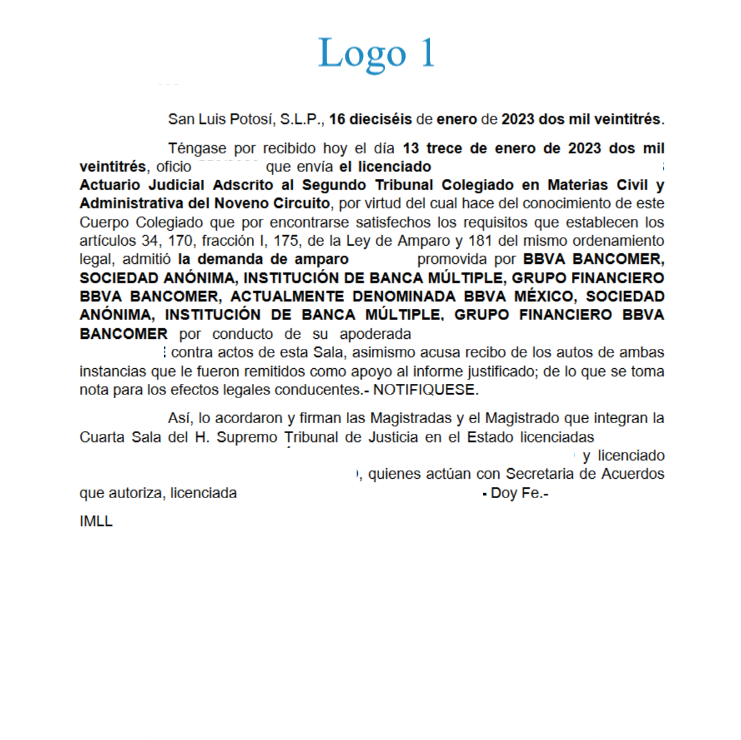 Logo 1
San Luis Potosí, S.L.P., 16 dieciséis de enero de 2023 dos mil veintitrés.
Téngase por recibido hoy el día 13 trece de enero de 2023 dos mil
veintitrés, oficio que envía el licenciado
Actuario Judicial Adscrito al Segundo Tribunal Colegiado en Materias Civil y
Administrativa del Noveno Circuito, por virtud del cual hace del conocimiento de este
Cuerpo Colegiado que por encontrarse satisfechos los requisitos que establecen los
artículos 34, 170, fracción I, 175, de la Ley de Amparo y 181 del mismo ordenamiento
legal, admitió la demanda de amparo promovida por BBVA BANCOMER,
SOCIEDAD ANÓNIMA, INSTITUCIÓN DE BANCA MÚLTIPLE, GRUPO FINANCIERO
BBVA BANCOMER, ACTUALMENTE DENOMINADA BBVA MÉXICO, SOCIEDAD
ANÓNIMA, INSTITUCIÓN DE BANCA MÚLTIPLE, GRUPO FINANCIERO BBVA
BANCOMER por conducto de su apoderada
contra actos de esta Sala, asimismo acusa recibo de los autos de ambas
instancias que le fueron remitidos como apoyo al informe justificado; de lo que se toma
nota para los efectos legales conducentes.- NOTIFIQUESE.
Así, lo acordaron y firman las Magistradas y el Magistrado que integran la
Cuarta Sala del H. Supremo Tribunal de Justicia en el Estado licenciadas
y licenciado
, quienes actúan con Secretaria de Acuerdos
que autoriza, licenciada - Doy Fe.-
IMLL